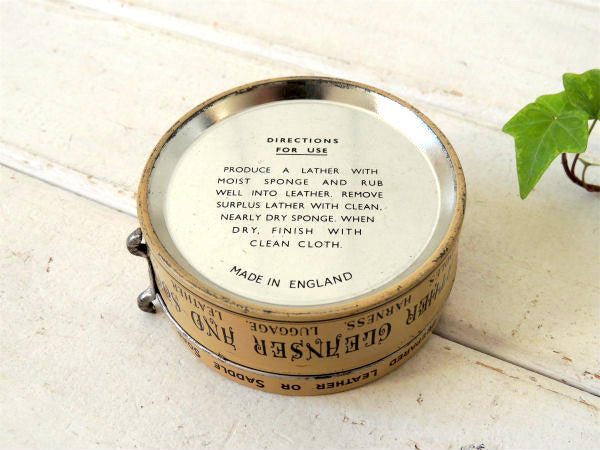 DIRECTIONS
FOR USE
PRODUCE A LATHER WITH
MOIST SPONGE AND RUB
WELL INTO LEATHER. REMOVE
SURPLUS LATHER WITH CLEAN,
NEARLY DRY SPONGE. WHEN
DRY, FINISH WITH
CLEAN CLOTH.
MADE IN ENGLAND
LEATHER OR SADDLE
CLEANSER AND
LEATHER
HARNESS, LUGGAGE,